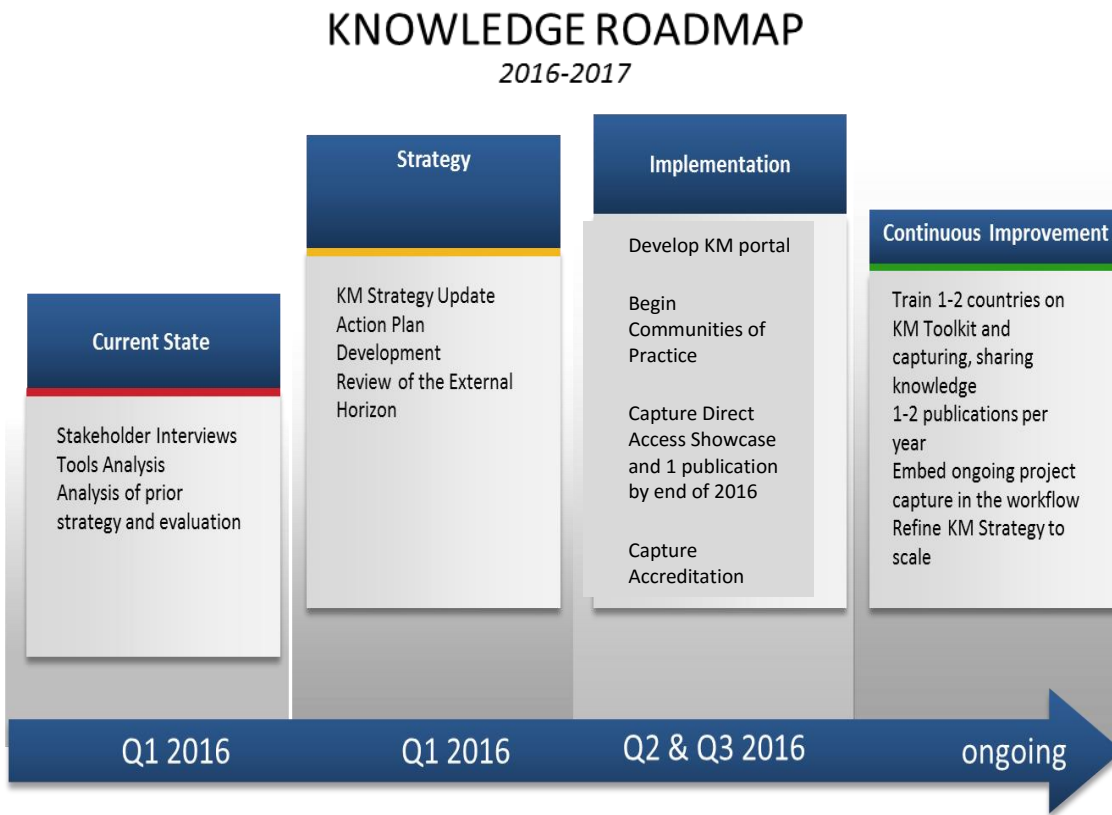 KNOWLEDGE ROADMAP
2016-2017
Current State
Stakeholder Interviews
Tools Analysis
Analysis of prior
strategy and evaluation
Strategy
KM Strategy Update
Action Plan
Development
Review of the External
Horizon
Implementation
Develop KM portal
Begin
Communities of
Practice
Capture Direct
Access Showcase
and 1 publication
by end of 2016
Capture
Accreditation
Continuous Improvement
Train 1-2 countries on
KM Toolkit and
capturing, sharing
knowledge
1-2 publications per
year
Embed ongoing project
capture in the workflow
Refine KM Strategy to
scale
Q1 2016
Q1 2016
Q2 & Q3 2016
ongoing